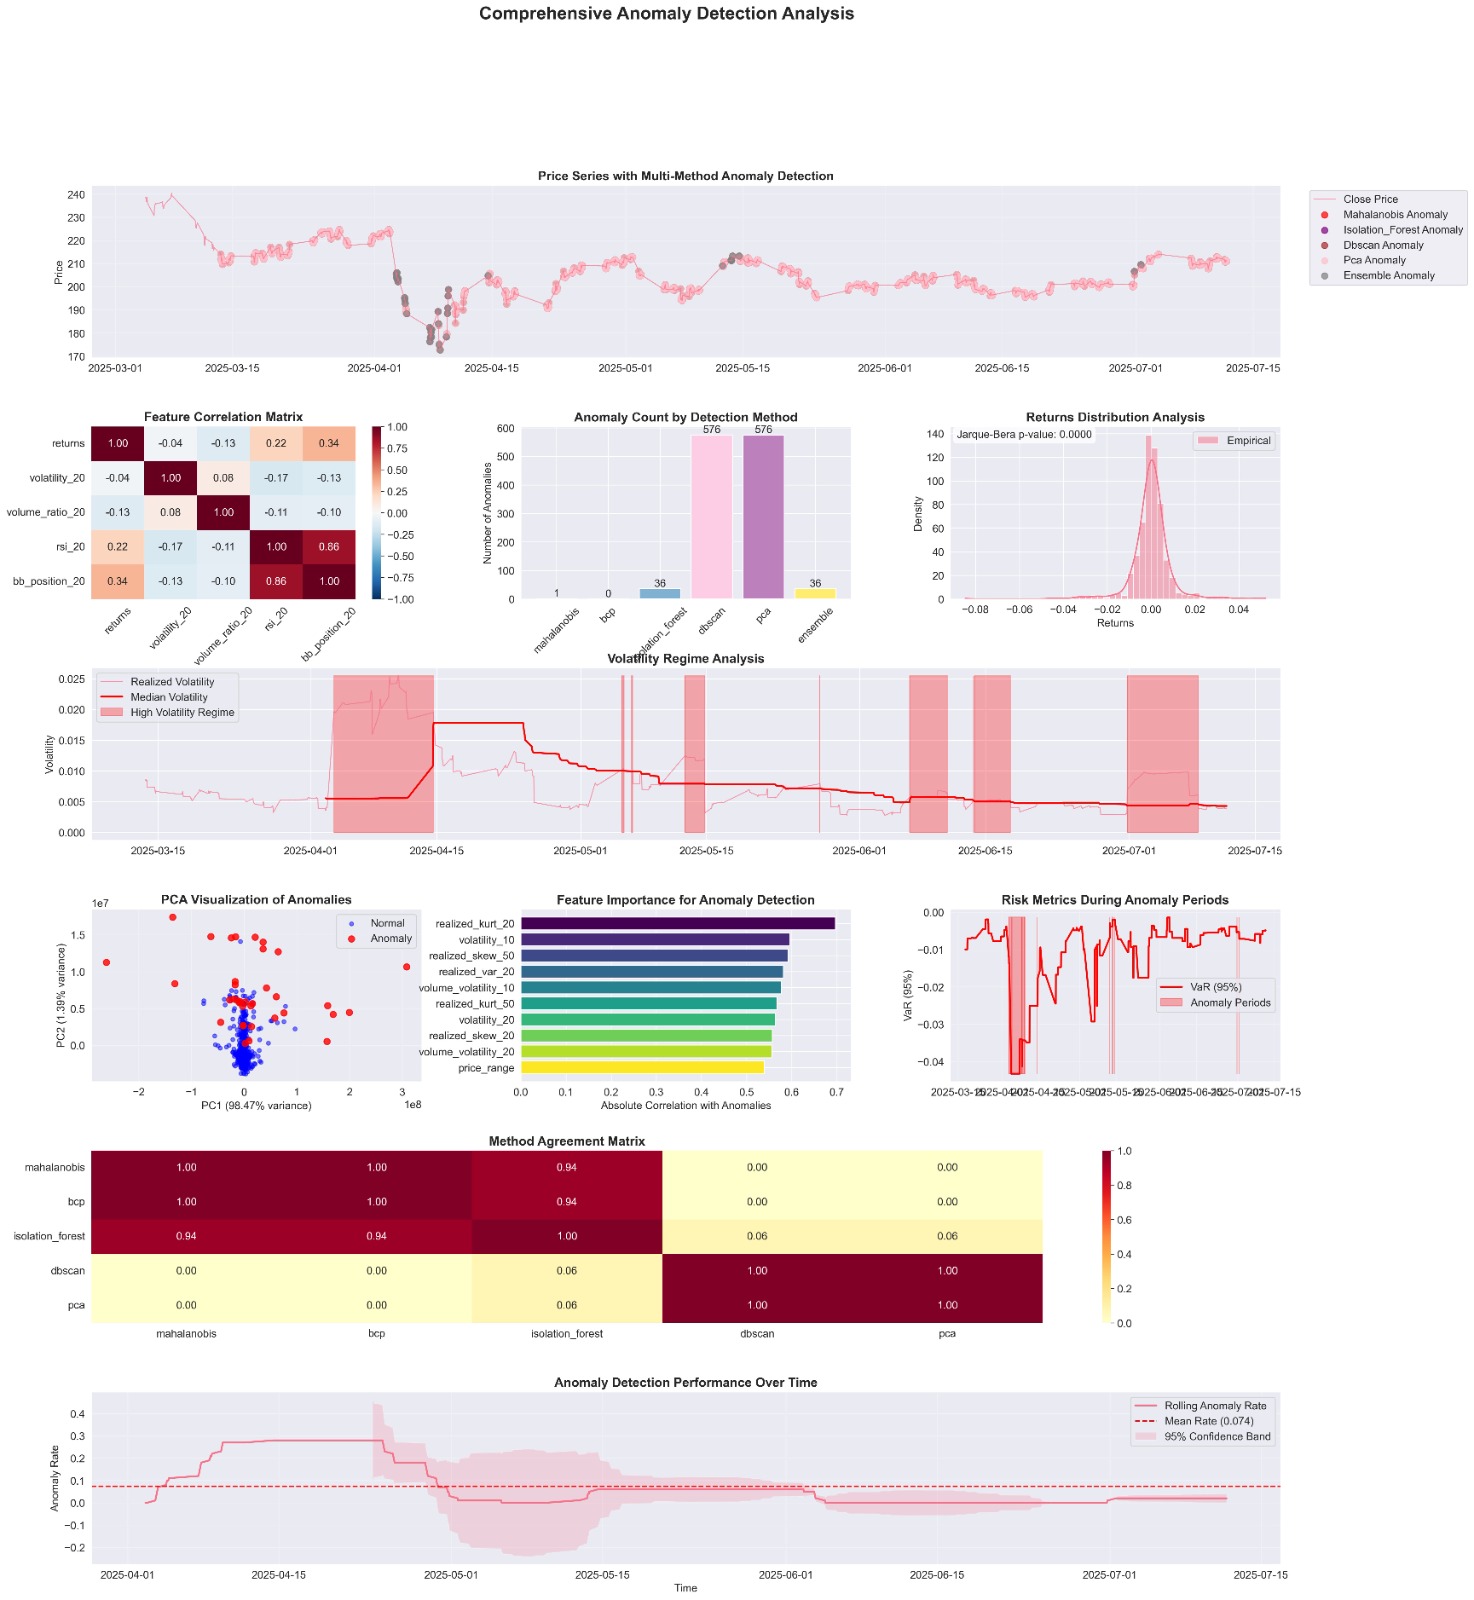 Comprehensive Anomaly Detection Analysis
Price Series with Multi-Method Anomaly Detection
Price
240
230
220
210
200
190
180
170
2025-03-01 2025-03-15 2025-04-01 2025-04-15 2025-05-01 2025-05-15 2025-06-01 2025-06-15 2025-07-01 2025-07-15
Close Price
Mahalanobis Anomaly
Isolation_Forest Anomaly
Dbscan Anomaly
Pca Anomaly
Ensemble Anomaly
Feature Correlation Matrix
returns 1.00 -0.04 -0.13 0.22 0.34
volatility_20 -0.04 1.00 0.08 -0.17 -0.13
volume_ratio_20 -0.13 0.08 1.00 -0.11 -0.10
rsi_20 0.22 -0.17 -0.11 1.00 0.86
bb_position_20 0.34 -0.13 -0.10 0.86 1.00
returns volatility_20 volume_ratio_20 rsi_20 bb_position_20
1.00
0.75
0.50
0.25
0.00
−0.25
−0.50
−0.75
−1.00
Anomaly Count by Detection Method
Number of Anomalies
600
500
400
300
200
100
0
1 0 36 576 576 36
mahalanobis bcp isolation_forest dbscan pca ensemble
Returns Distribution Analysis
Jarque-Bera p-value: 0.0000
Empirical
Density
140
120
100
80
60
40
20
0
−0.08 −0.06 −0.04 −0.02 0.00 0.02 0.04
Returns
Volatility Regime Analysis
Realized Volatility
Median Volatility
High Volatility Regime
Volatility
0.025
0.020
0.015
0.010
0.005
0.000
2025-03-15 2025-04-01 2025-04-15 2025-05-01 2025-05-15 2025-06-01 2025-06-15 2025-07-01 2025-07-15
PCA Visualization of Anomalies
1e7
Normal
Anomaly
PC2 (1.39% variance)
1.5
1.0
0.5
0.0
−2 −1 0 1 2 3
PC1 (98.47% variance)
1e8
Feature Importance for Anomaly Detection
realized_kurt_20
volatility_10
realized_skew_50
realized_var_20
volume_volatility_10
realized_kurt_50
volatility_20
realized_skew_20
volume_volatility_20
price_range
0.0 0.1 0.2 0.3 0.4 0.5 0.6 0.7
Absolute Correlation with Anomalies
Risk Metrics During Anomaly Periods
VaR (95%)
0.00
−0.01
−0.02
−0.03
−0.04
VaR (95%)
Anomaly Periods
Method Agreement Matrix
mahalanobis 1.00 1.00 0.94 0.00 0.00
bcp 1.00 1.00 0.94 0.00 0.00
isolation_forest 0.94 0.94 1.00 0.06 0.06
dbscan 0.00 0.00 0.06 1.00 1.00
pca 0.00 0.00 0.06 1.00 1.00
mahalanobis bcp isolation_forest dbscan pca
1.0
0.8
0.6
0.4
0.2
0.0
Anomaly Detection Performance Over Time
Rolling Anomaly Rate
Mean Rate (0.074)
95% Confidence Band
Anomaly Rate
0.4
0.3
0.2
0.1
0.0
−0.1
−0.2
2025-04-01 2025-04-15 2025-05-01 2025-05-15 2025-06-01 2025-06-15 2025-07-01 2025-07-15
Time